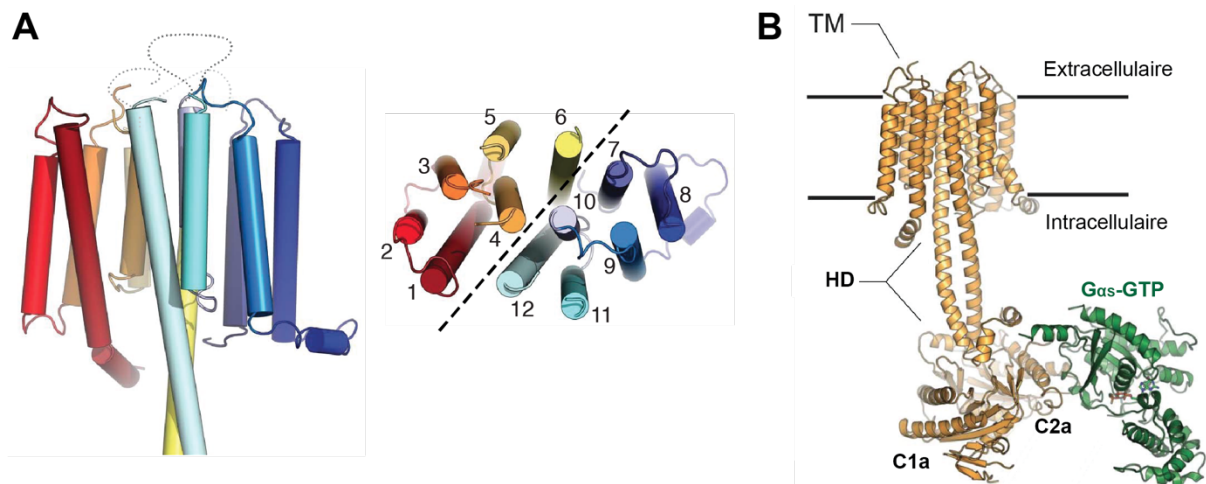 A
5
6
7
3
10
8
2
4
9
1
12
11
B
TM
Extracellulaire
Intracellulaire
HD
Gαs-GTP
C2a
C1a